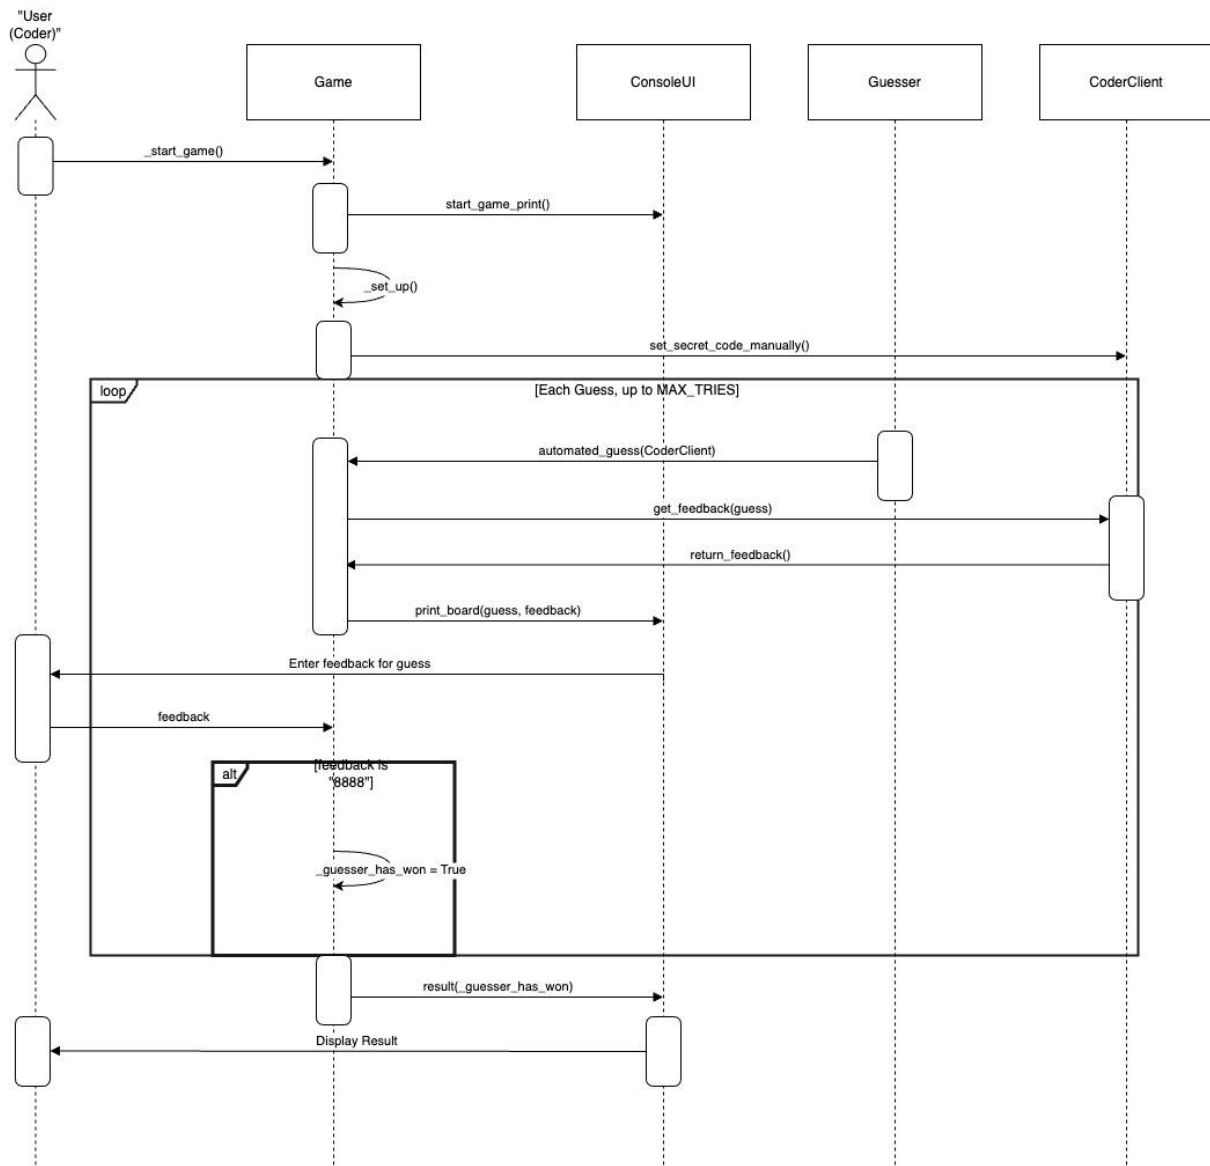 "User
(Coder)"
Game
ConsoleUI
Guesser
CoderClient
_start_game()
start_game_print()
_set_up()
set_secret_code_manually()
loop
[Each Guess, up to MAX_TRIES]
automated_guess(CoderClient)
get_feedback(guess)
return_feedback()
print_board(guess, feedback)
Enter feedback for guess
feedback
alt
[feedback is
"8888"]
_guesser_has_won = True
result(_guesser_has_won)
Display Result